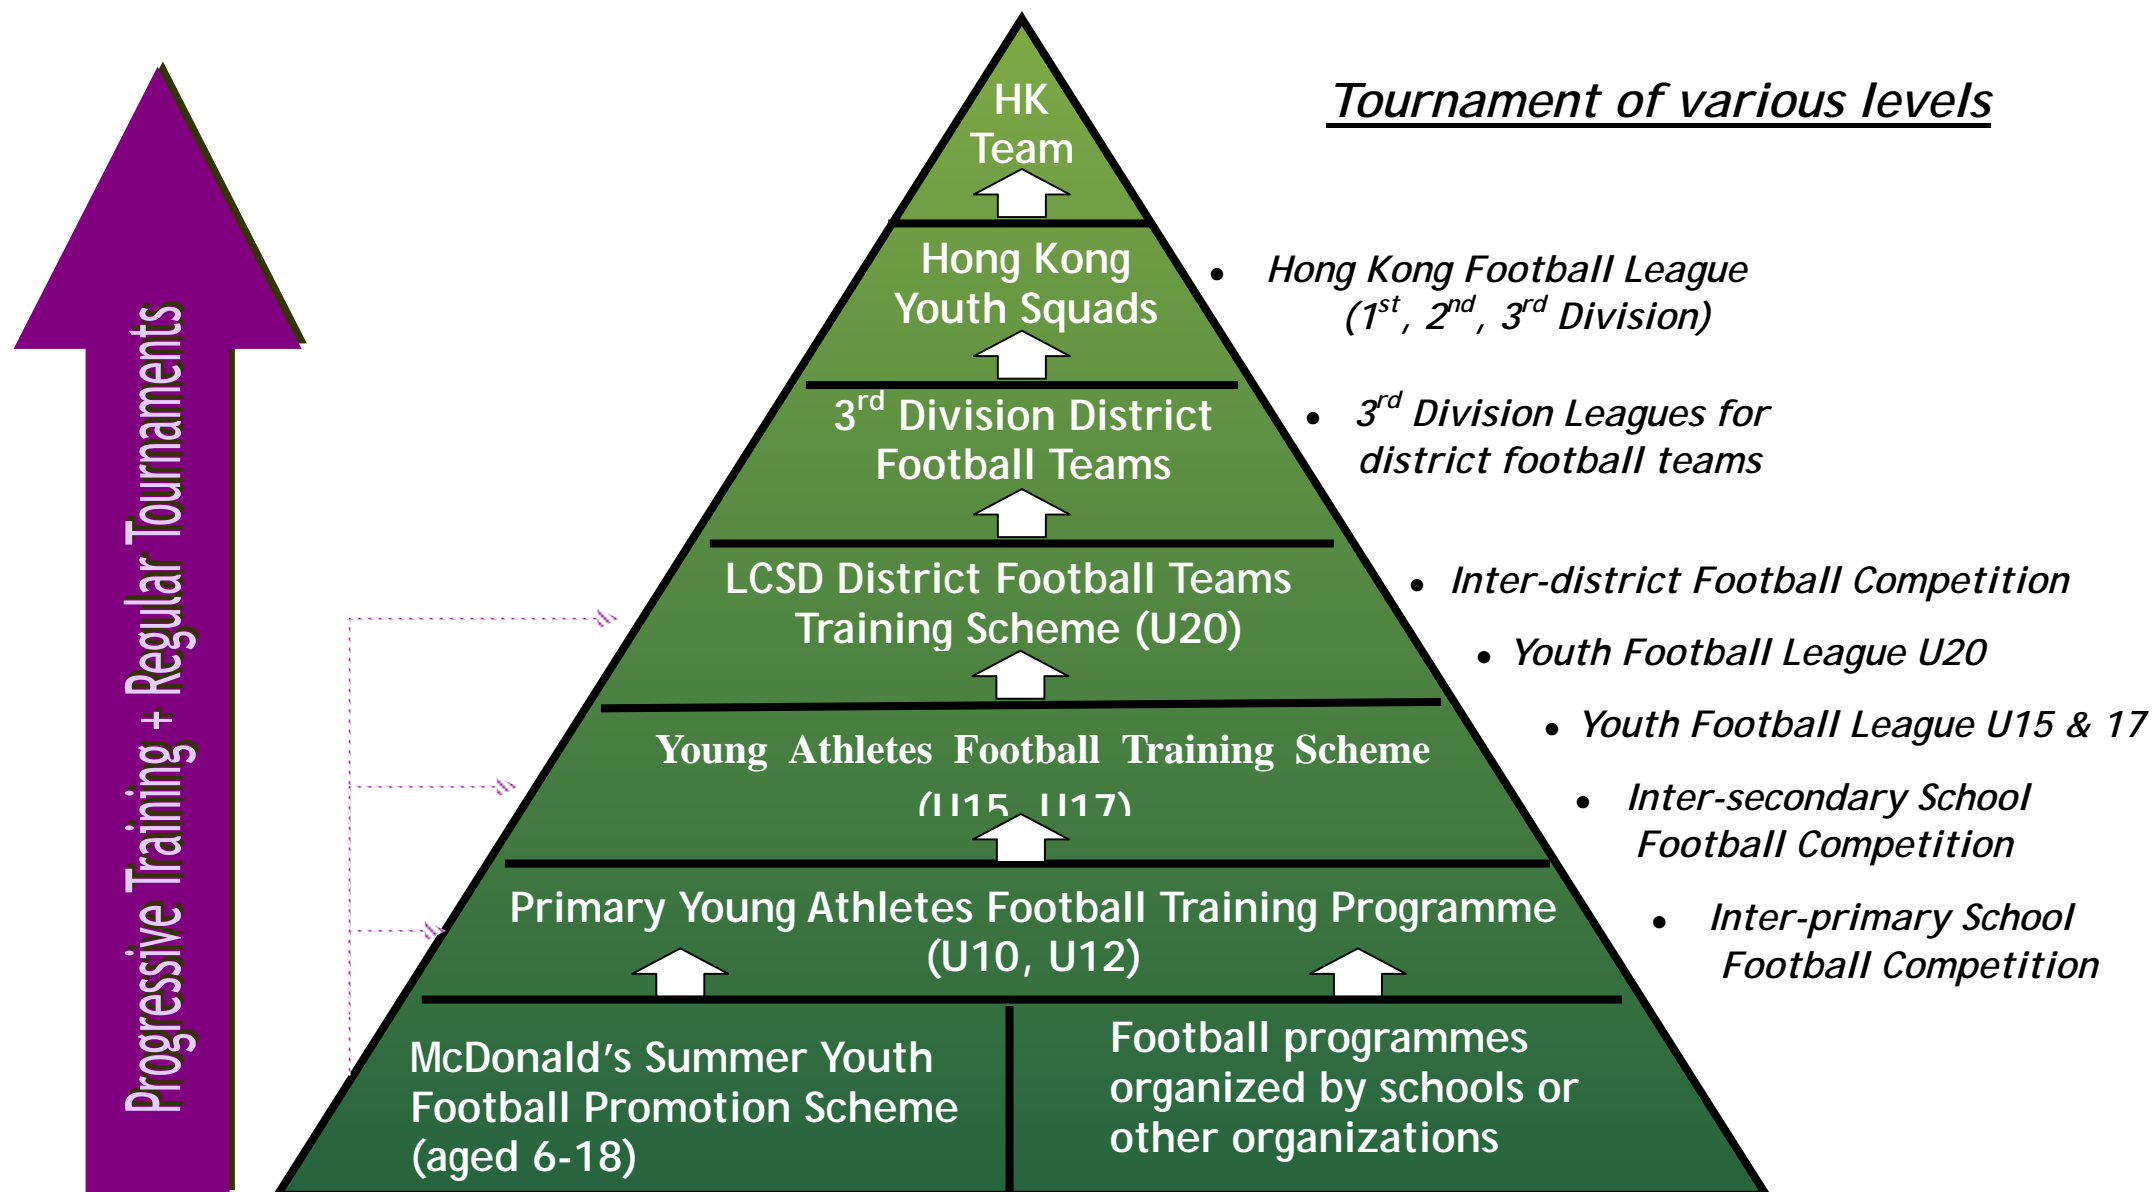 Progressive Training + Regular Tournaments
HK
Team
Hong Kong
Youth Squads
3rd Division District
Football Teams
LCSD District Football Teams
Training Scheme (U20)
Young Athletes Football Training Scheme
(U15, U17)
Primary Young Athletes Football Training Programme
(U10, U12)
McDonald's Summer Youth
Football Promotion Scheme
(aged 6-18)
Football programmes
organized by schools or
other organizations
Tournament of various levels
• Hong Kong Football League
(1st, 2nd, 3rd Division)
• 3rd Division Leagues for
district football teams
• Inter-district Football Competition
• Youth Football League U20
• Youth Football League U15 & 17
• Inter-secondary School
Football Competition
• Inter-primary School
Football Competition